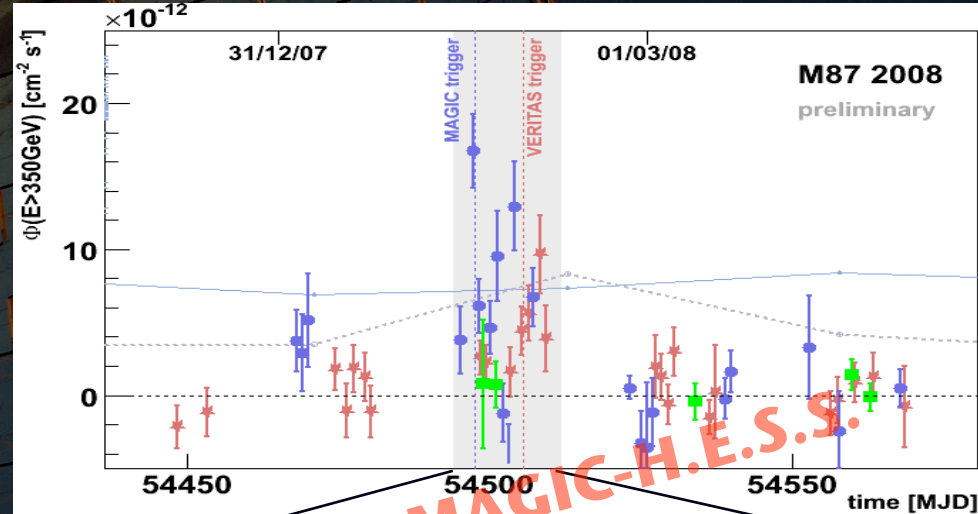 ×10⁻¹²
31/12/07
01/03/08
M87 2008
preliminary
MAGIC trigger
VERITAS trigger
Φ(E>350GeV) [cm⁻² s⁻¹]
20
10
0
54450
54500
54550
time [MJD]
MAGIC-H.E.S.S.